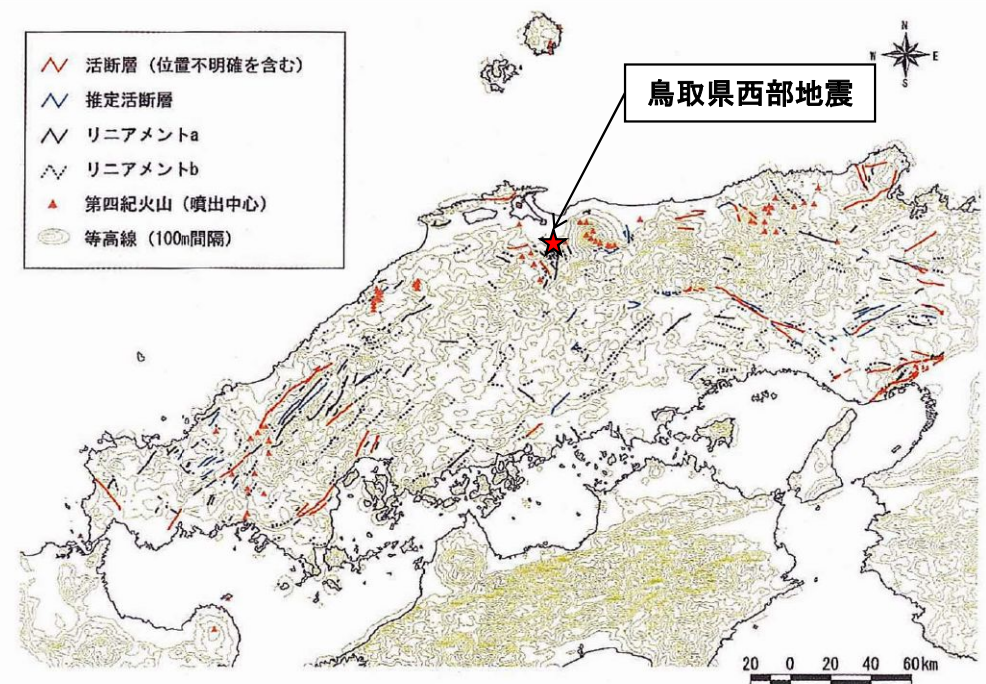 活断層（位置不明確を含む）
推定活断層
リニアメントa
リニアメントb
第四紀火山（噴出中心）
等高線（100m間隔）
鳥取県西部地震
N
W E
S
20 0 20 40 60km